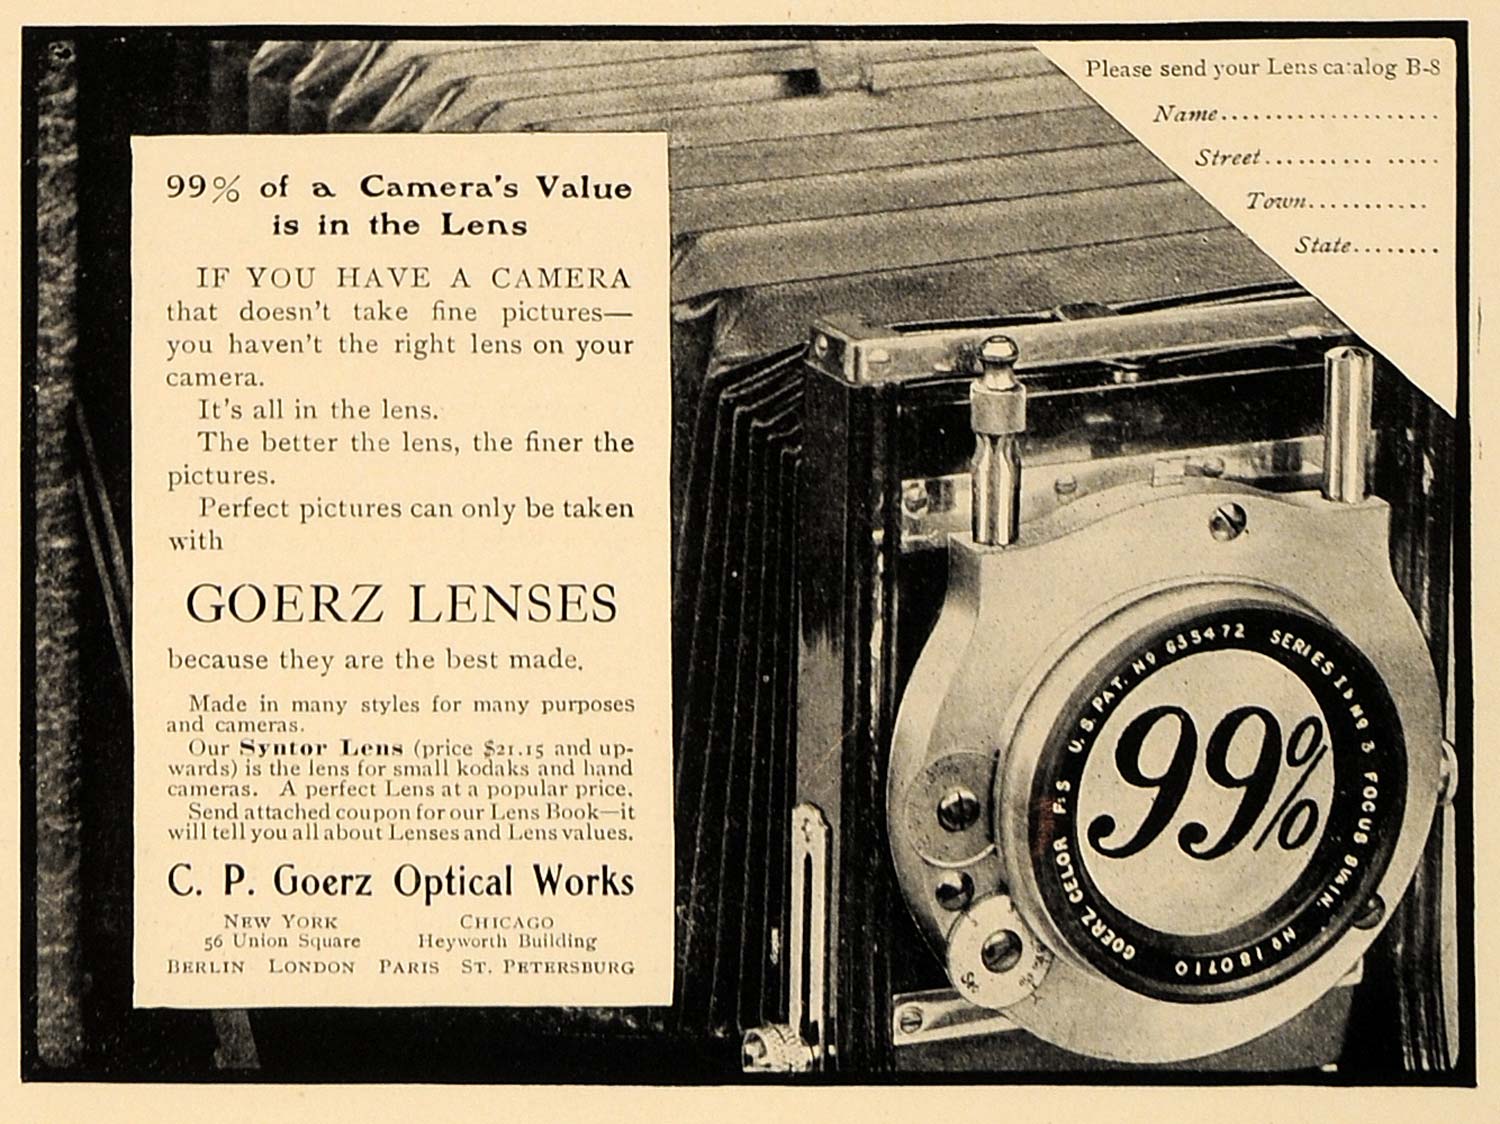 Please send your Lens catalog B-8
Name....................
Street.......... .....
Town...........
State........
99% of a Camera's Value
is in the Lens
IF YOU HAVE A CAMERA
that doesn't take fine pictures—
you haven't the right lens on your
camera.
It's all in the lens.
The better the lens, the finer the
pictures.
Perfect pictures can only be taken
with
GOERZ LENSES
because they are the best made.
Made in many styles for many purposes
and cameras.
Our Syntor Lens (price $21.15 and up-
wards) is the lens for small kodaks and hand
cameras. A perfect Lens at a popular price.
Send attached coupon for our Lens Book—it
will tell you all about Lenses and Lens values.
C. P. Goerz Optical Works
NEW YORK CHICAGO
56 Union Square Heyworth Building
BERLIN LONDON PARIS ST. PETERSBURG
GOERZ CELOR F:5 U.S. PAT. No 635472 SERIES Ib No 3 FOCUS 8¼ IN. No 180710
99%